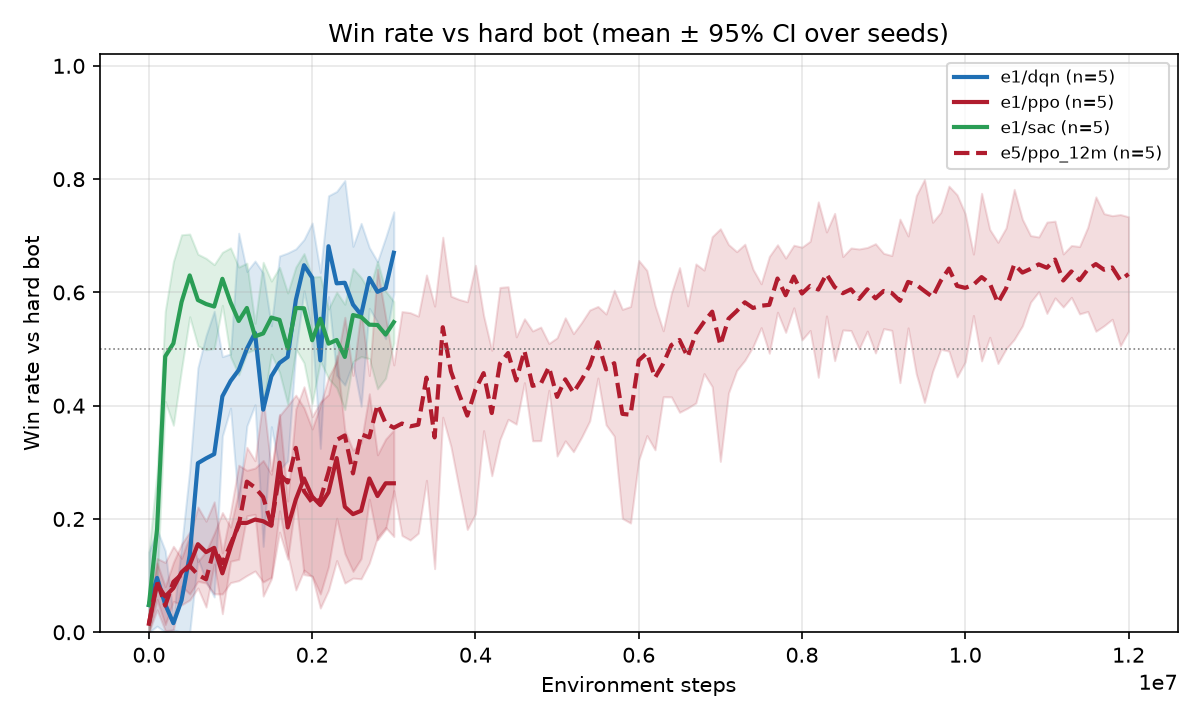 Win rate vs hard bot (mean ± 95% CI over seeds)
e1/dqn (n=5)
e1/ppo (n=5)
e1/sac (n=5)
e5/ppo_12m (n=5)
Win rate vs hard bot
1.0
0.8
0.6
0.4
0.2
0.0
0.0 0.2 0.4 0.6 0.8 1.0 1.2
1e7
Environment steps